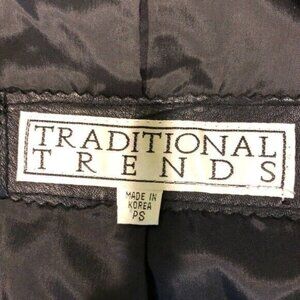 TRADITIONAL
TRENDS
MADE IN
KOREA
PS